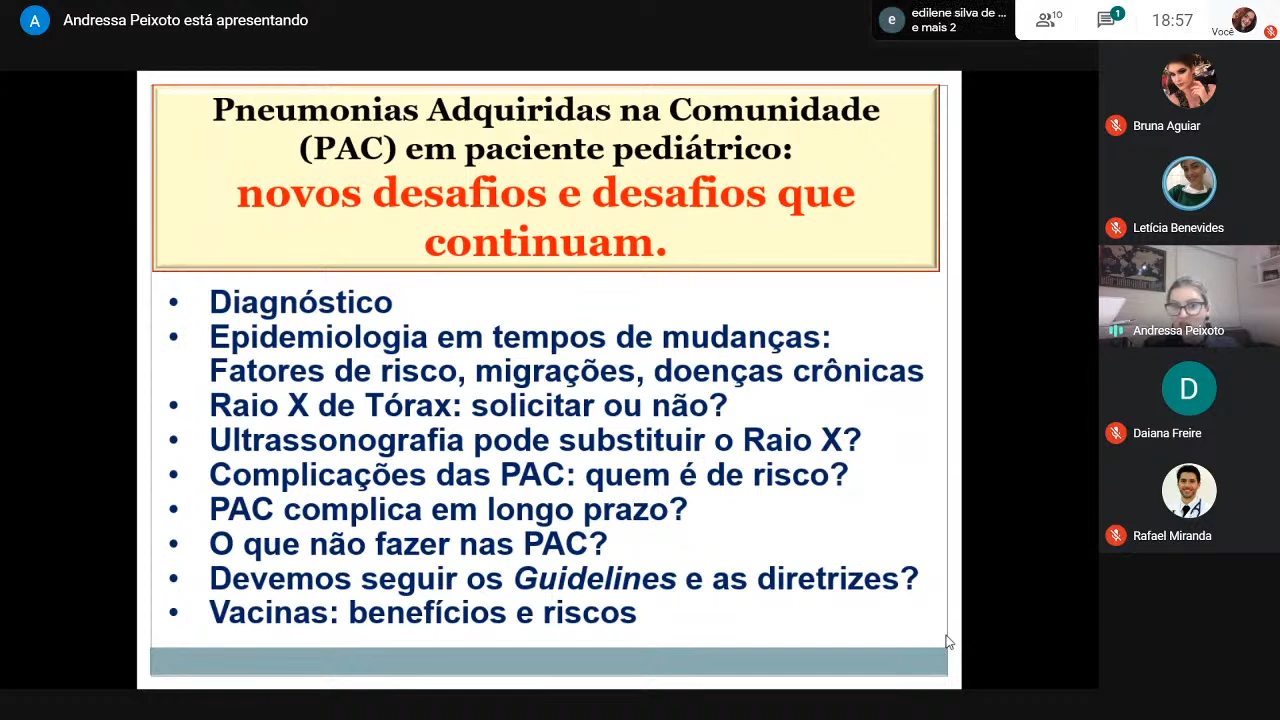 A
Andressa Peixoto está apresentando
e
edilene silva de ...
e mais 2
10
1
18:57
Você
Pneumonias Adquiridas na Comunidade
(PAC) em paciente pediátrico:
novos desafios e desafios que
continuam.
• Diagnóstico
• Epidemiologia em tempos de mudanças:
Fatores de risco, migrações, doenças crônicas
• Raio X de Tórax: solicitar ou não?
• Ultrassonografia pode substituir o Raio X?
• Complicações das PAC: quem é de risco?
• PAC complica em longo prazo?
• O que não fazer nas PAC?
• Devemos seguir os Guidelines e as diretrizes?
• Vacinas: benefícios e riscos
Bruna Aguiar
Letícia Benevides
Andressa Peixoto
D
Daiana Freire
Rafael Miranda